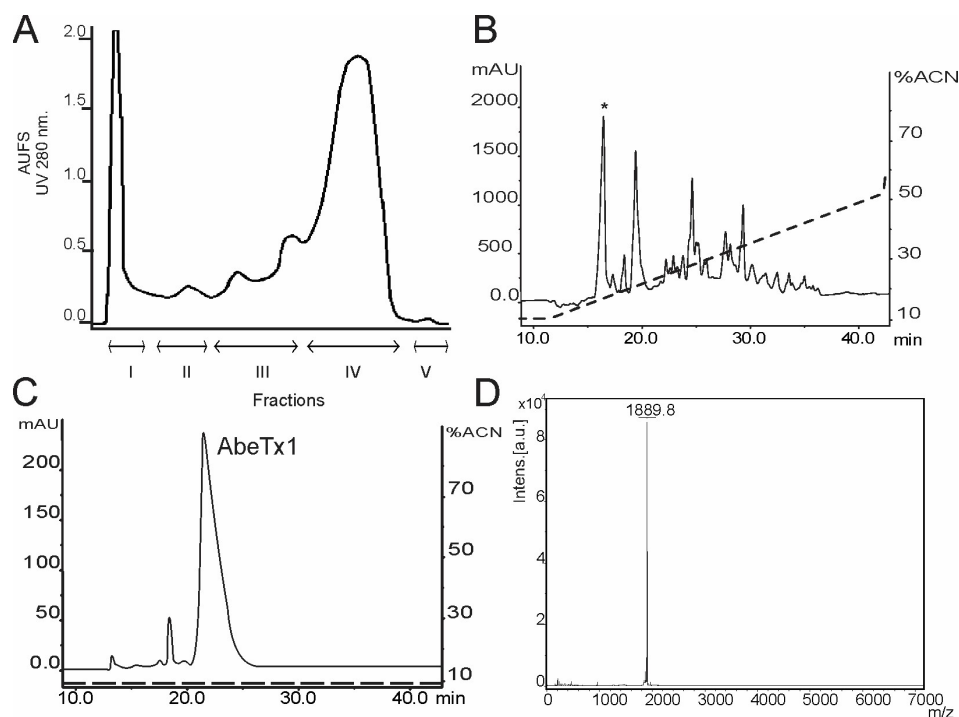 A
2.0
1.5
1.0
0.5
0.0
AUFS
UV 280 nm.
I II III IV V
Fractions
B
mAU
%ACN
2000
1500
1000
500
0.0
*
70
50
30
10
10.0 20.0 30.0 40.0 min
C
mAU
%ACN
AbeTx1
200
150
100
50
0.0
70
50
30
10
10.0 20.0 30.0 40.0 min
D
x10⁴
1889.8
Intens.[a.u.]
8
6
4
2
0
0 1000 2000 3000 4000 5000 6000 7000
m/z